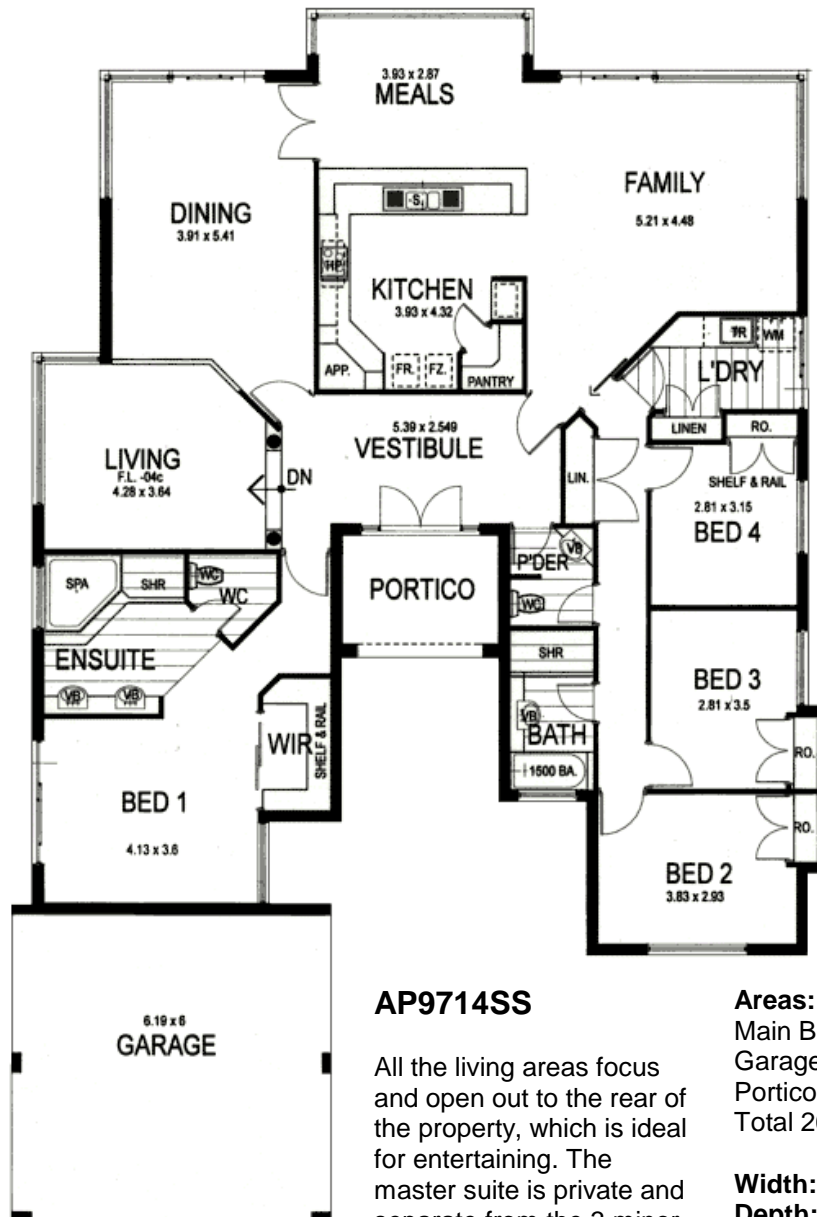 3.93 x 2.87
MEALS
DINING
3.91 x 5.41
FAMILY
5.21 x 4.48
S
HP
KITCHEN
3.93 x 4.32
APP.
FR.
FZ.
PANTRY
TR
WM
L'DRY
LINEN
RO.
SHELF & RAIL
2.81 x 3.15
BED 4
LIVING
F.L. -04c
4.28 x 3.64
DN
5.39 x 2.549
VESTIBULE
LIN.
P'DER
VB
WC
PORTICO
SPA
SHR
WC
WC
ENSUITE
VB
VB
SHR
VB
BATH
1500 BA.
BED 3
2.81 x 3.5
RO.
RO.
WIR
SHELF & RAIL
BED 1
4.13 x 3.6
BED 2
3.83 x 2.93
6.19 x 6
GARAGE
AP9714SS
All the living areas focus
and open out to the rear of
the property, which is ideal
for entertaining. The
master suite is private and
Areas:
Main B
Garage
Portico
Total 2
Width:
Depth: